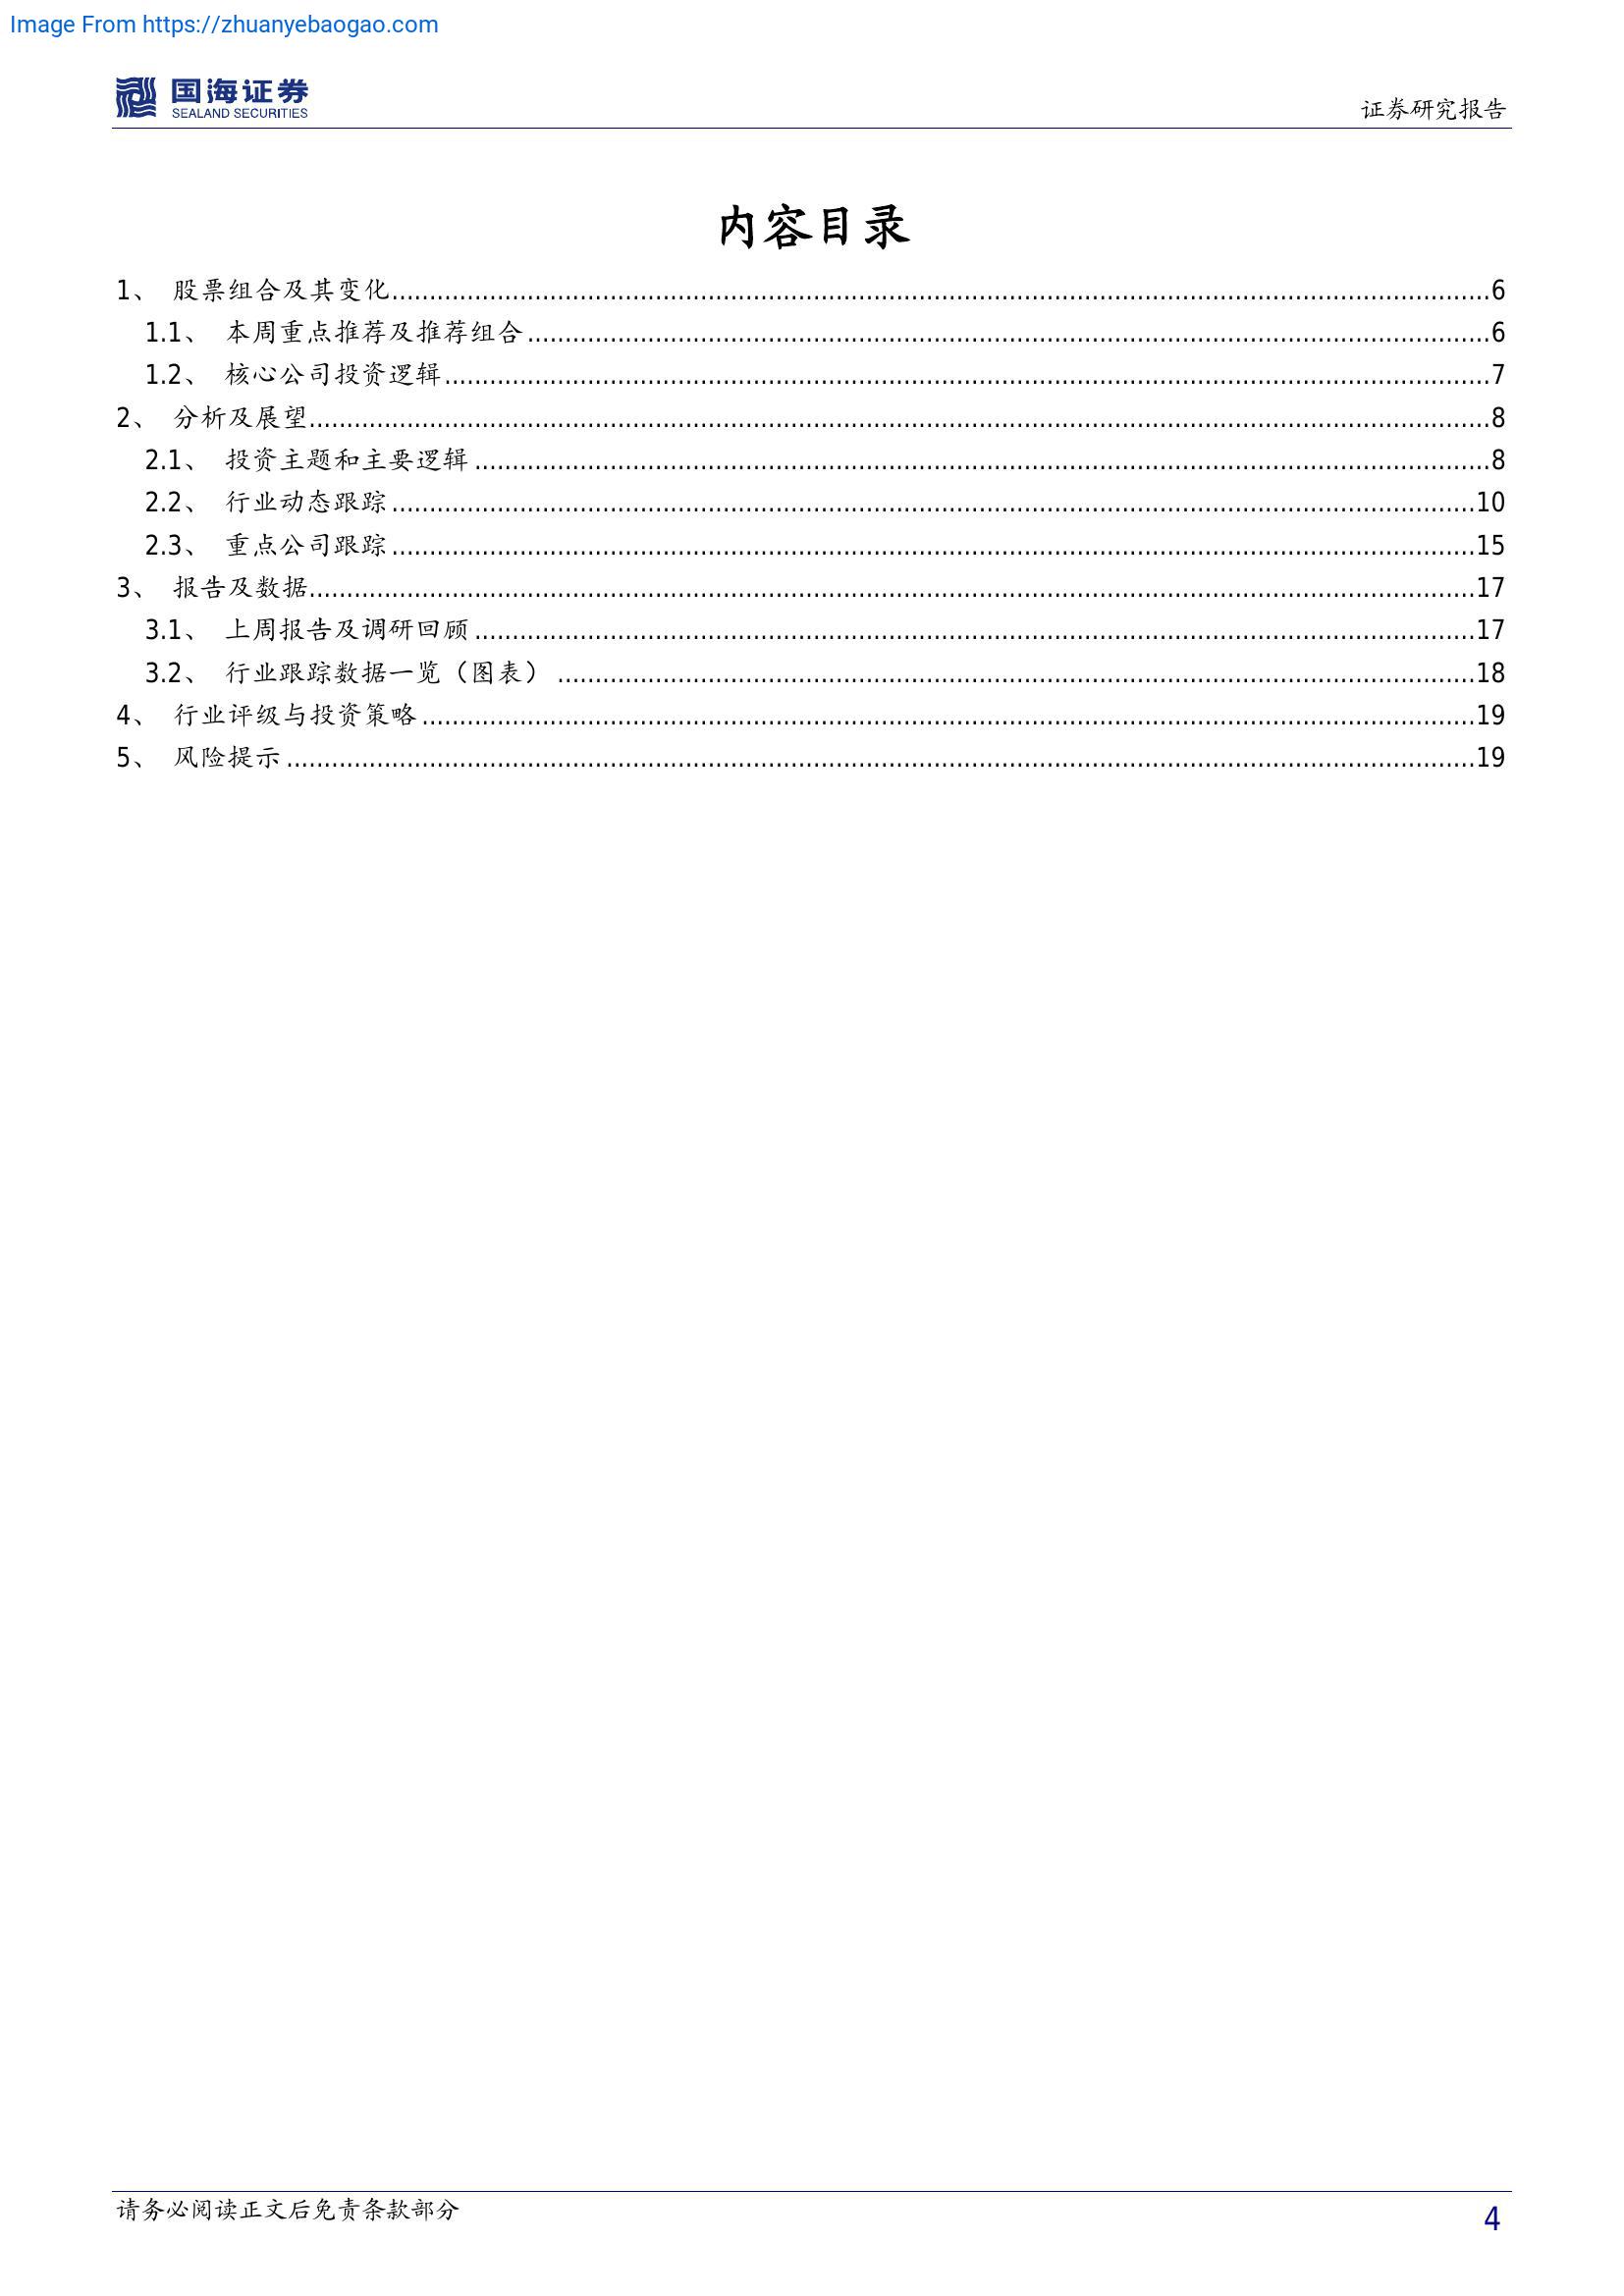 Image From https://zhuanyebaogao.com
国海证券
SEALAND SECURITIES
证券研究报告
内容目录
1、 股票组合及其变化......6
1.1、 本周重点推荐及推荐组合......6
1.2、 核心公司投资逻辑......7
2、 分析及展望......8
2.1、 投资主题和主要逻辑......8
2.2、 行业动态跟踪......10
2.3、 重点公司跟踪......15
3、 报告及数据......17
3.1、 上周报告及调研回顾......17
3.2、 行业跟踪数据一览（图表）......18
4、 行业评级与投资策略......19
5、 风险提示......19
请务必阅读正文后免责条款部分
4